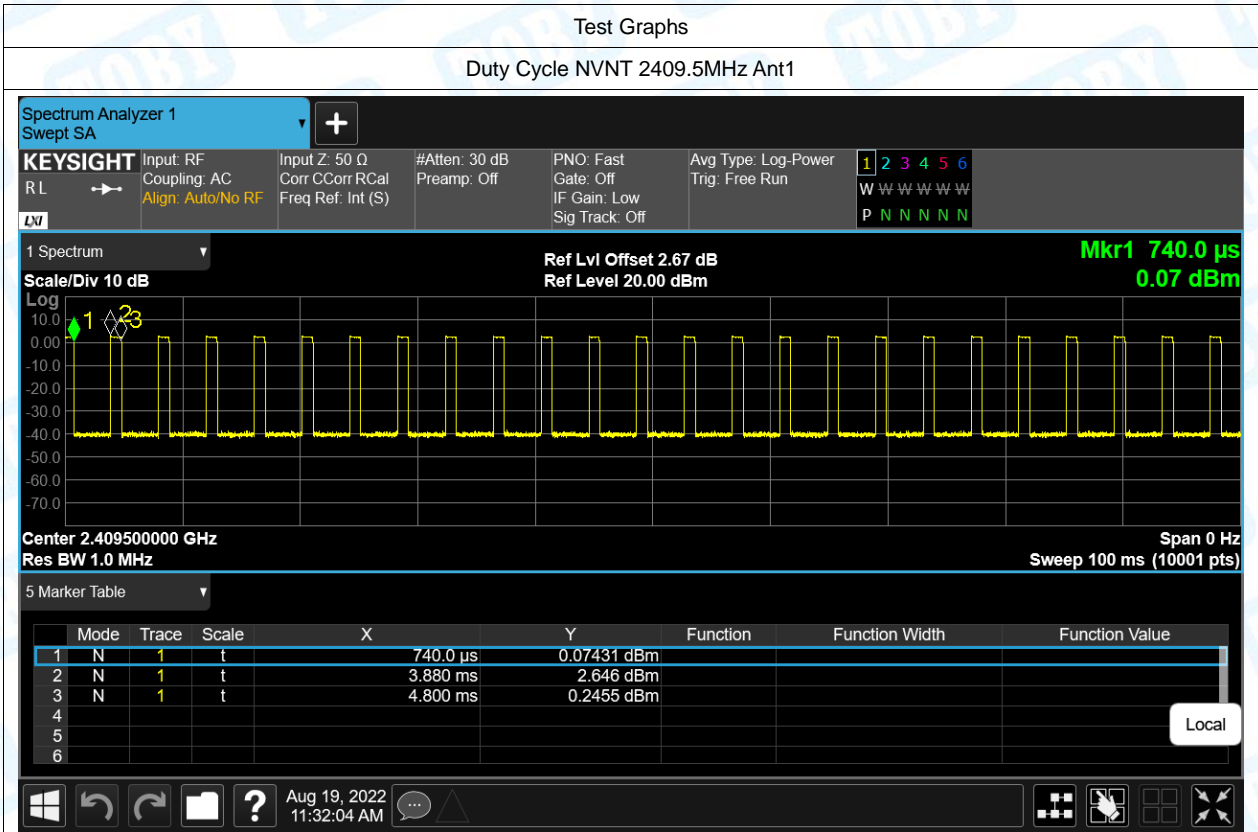 Test Graphs
Duty Cycle NVNT 2409.5MHz Ant1
Spectrum Analyzer 1
Swept SA
KEYSIGHT Input: RF Input Z: 50 Ω #Atten: 30 dB PNO: Fast Avg Type: Log-Power 1 2 3 4 5 6
RL Coupling: AC Corr CCorr RCal Preamp: Off Gate: Off Trig: Free Run W W W W W W
Align: Auto/No RF Freq Ref: Int (S) IF Gain: Low
LXI Sig Track: Off P N N N N N
1 Spectrum Ref Lvl Offset 2.67 dB Mkr1 740.0 µs
Scale/Div 10 dB Ref Level 20.00 dBm 0.07 dBm
Log
10.0 1 2 3
0.00
-10.0
-20.0
-30.0
-40.0
-50.0
-60.0
-70.0
Center 2.409500000 GHz Span 0 Hz
Res BW 1.0 MHz Sweep 100 ms (10001 pts)
5 Marker Table
Mode Trace Scale X Y Function Function Width Function Value
1 N 1 t 740.0 µs 0.07431 dBm
2 N 1 t 3.880 ms 2.646 dBm
3 N 1 t 4.800 ms 0.2455 dBm
4
5
6
Local
? Aug 19, 2022
11:32:04 AM
TOBY